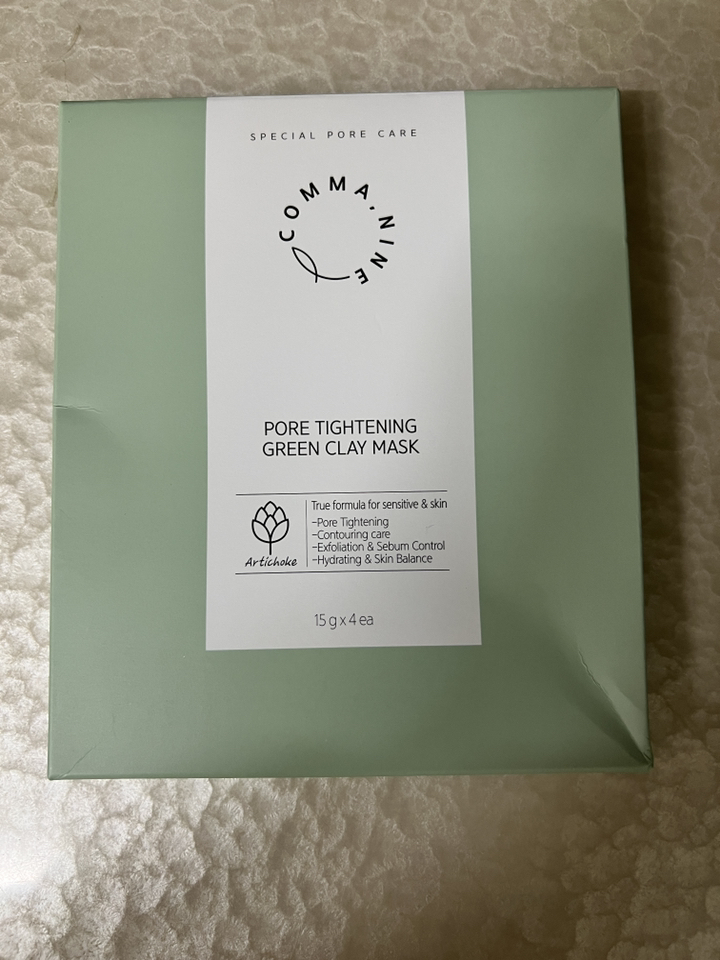 SPECIAL PORE CARE
COMMA, NINE
PORE TIGHTENING
GREEN CLAY MASK
True formula for sensitive & skin
-Pore Tightening
-Contouring care
-Exfoliation & Sebum Control
-Hydrating & Skin Balance
Artichoke
15 g x 4 ea